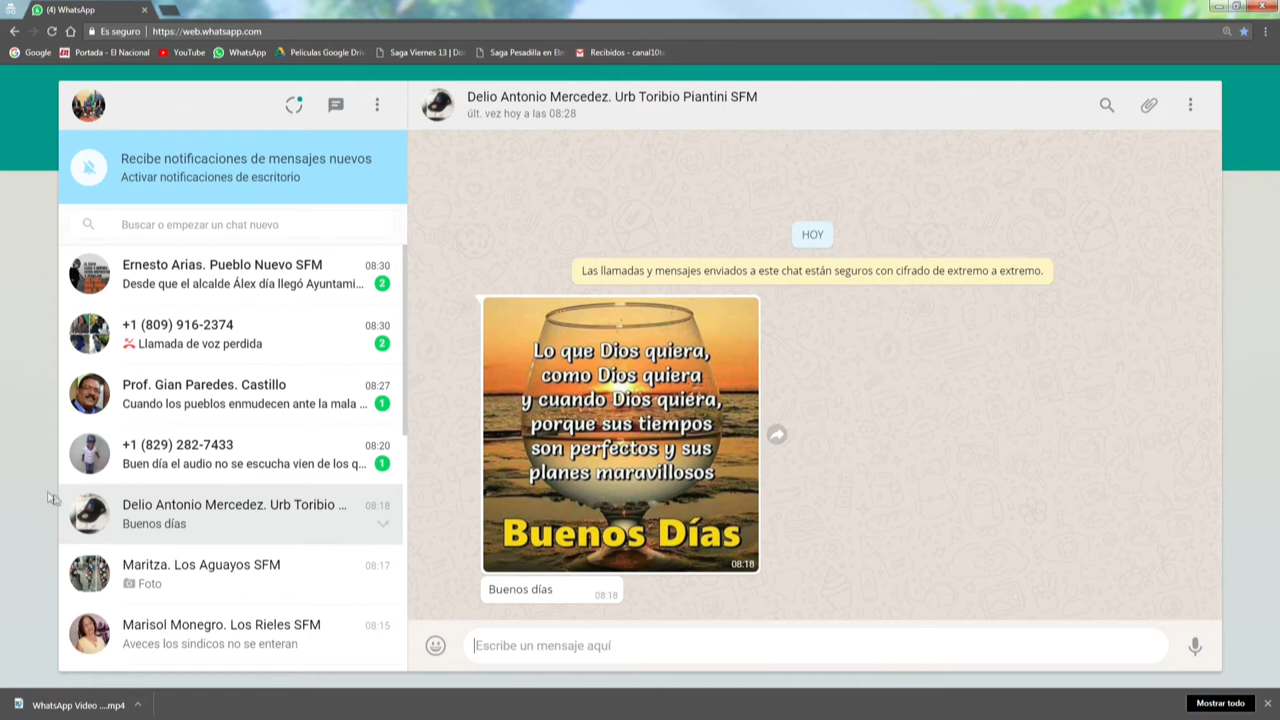 (4) WhatsApp
Es seguro | https://web.whatsapp.com
Google
Portada - El Nacional
YouTube
WhatsApp
Peliculas Google Driv
Saga Viernes 13 | Do
Saga Pesadilla en Elm
Recibidos - canal10
Recibe notificaciones de mensajes nuevos
Activar notificaciones de escritorio
Buscar o empezar un chat nuevo
Ernesto Arias. Pueblo Nuevo SFM 08:30
Desde que el alcalde Álex día llegó Ayuntami... 2
+1 (809) 916-2374 08:30
Llamada de voz perdida 2
Prof. Gian Paredes. Castillo 08:27
Cuando los pueblos enmudecen ante la mala ... 1
+1 (829) 282-7433 08:20
Buen día el audio no se escucha vien de los q... 1
Delio Antonio Mercedez. Urb Toribio ... 08:18
Buenos días
Maritza. Los Aguayos SFM 08:17
Foto
Marisol Monegro. Los Rieles SFM 08:15
Aveces los sindicos no se enteran
Delio Antonio Mercedez. Urb Toribio Piantini SFM
últ. vez hoy a las 08:28
HOY
Las llamadas y mensajes enviados a este chat están seguros con cifrado de extremo a extremo.
Lo que Dios quiera,
como Dios quiera
y cuando Dios quiera,
porque sus tiempos
son perfectos y sus
planes maravillosos
Buenos Días
08:18
Buenos días 08:18
Escribe un mensaje aquí
WhatsApp Video ....mp4
Mostrar todo